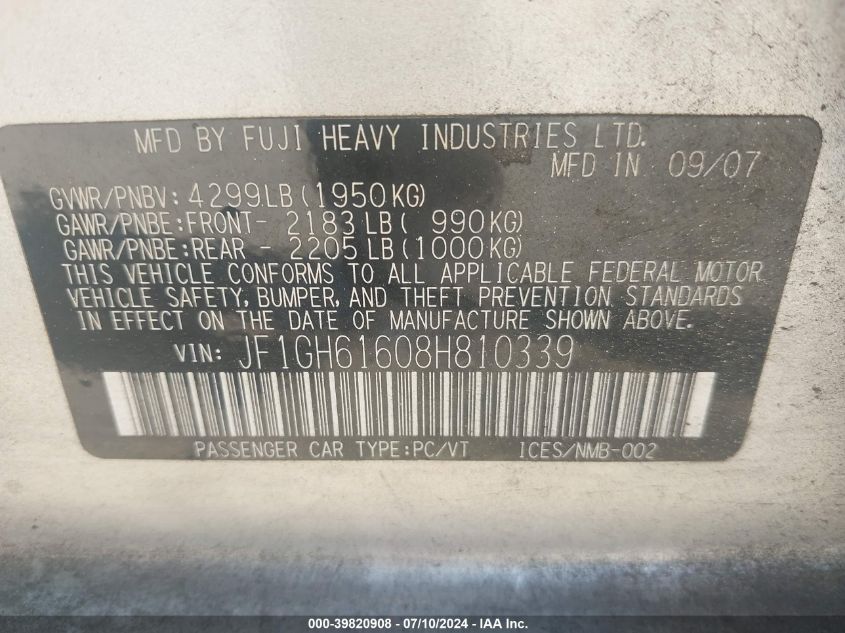 MFD BY FUJI HEAVY INDUSTRIES LTD.
MFD IN 09/07
GVWR/PNBV: 4299LB(1950KG)
GAWR/PNBE:FRONT- 2183LB( 990KG)
GAWR/PNBE:REAR - 2205LB(1000KG)
THIS VEHICLE CONFORMS TO ALL APPLICABLE FEDERAL MOTOR
VEHICLE SAFETY, BUMPER, AND THEFT PREVENTION STANDARDS
IN EFFECT ON THE DATE OF MANUFACTURE SHOWN ABOVE.
VIN: JF1GH61608H810339
PASSENGER CAR TYPE:PC/VT ICES/NMB-002
000-39820908 - 07/10/2024 - IAA Inc.